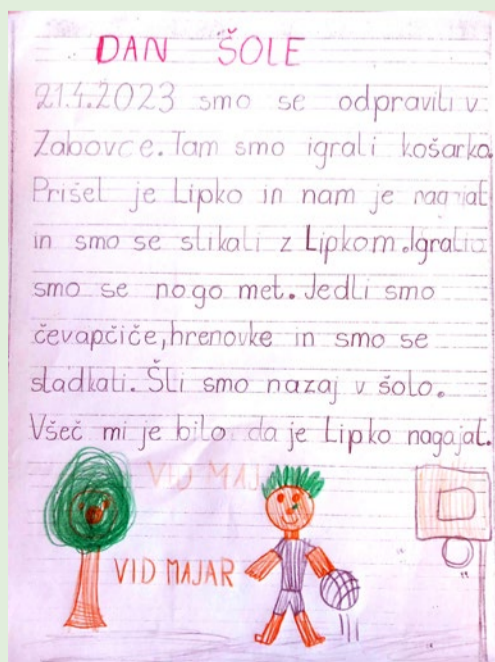 DAN ŠOLE
21.4.2023 smo se odpravili v
Zabovce. Tam smo igrali košarko.
Prišel je Lipko in nam je nagajal
in smo se slikali z Lipkom. Igrali
smo se nogo met. Jedli smo
čevapčiče, hrenovke in smo se
sladkali. Šli smo nazaj v šolo.
Všeč mi je bilo da je Lipko nagajal.
VID MAJ
VID MAJAR